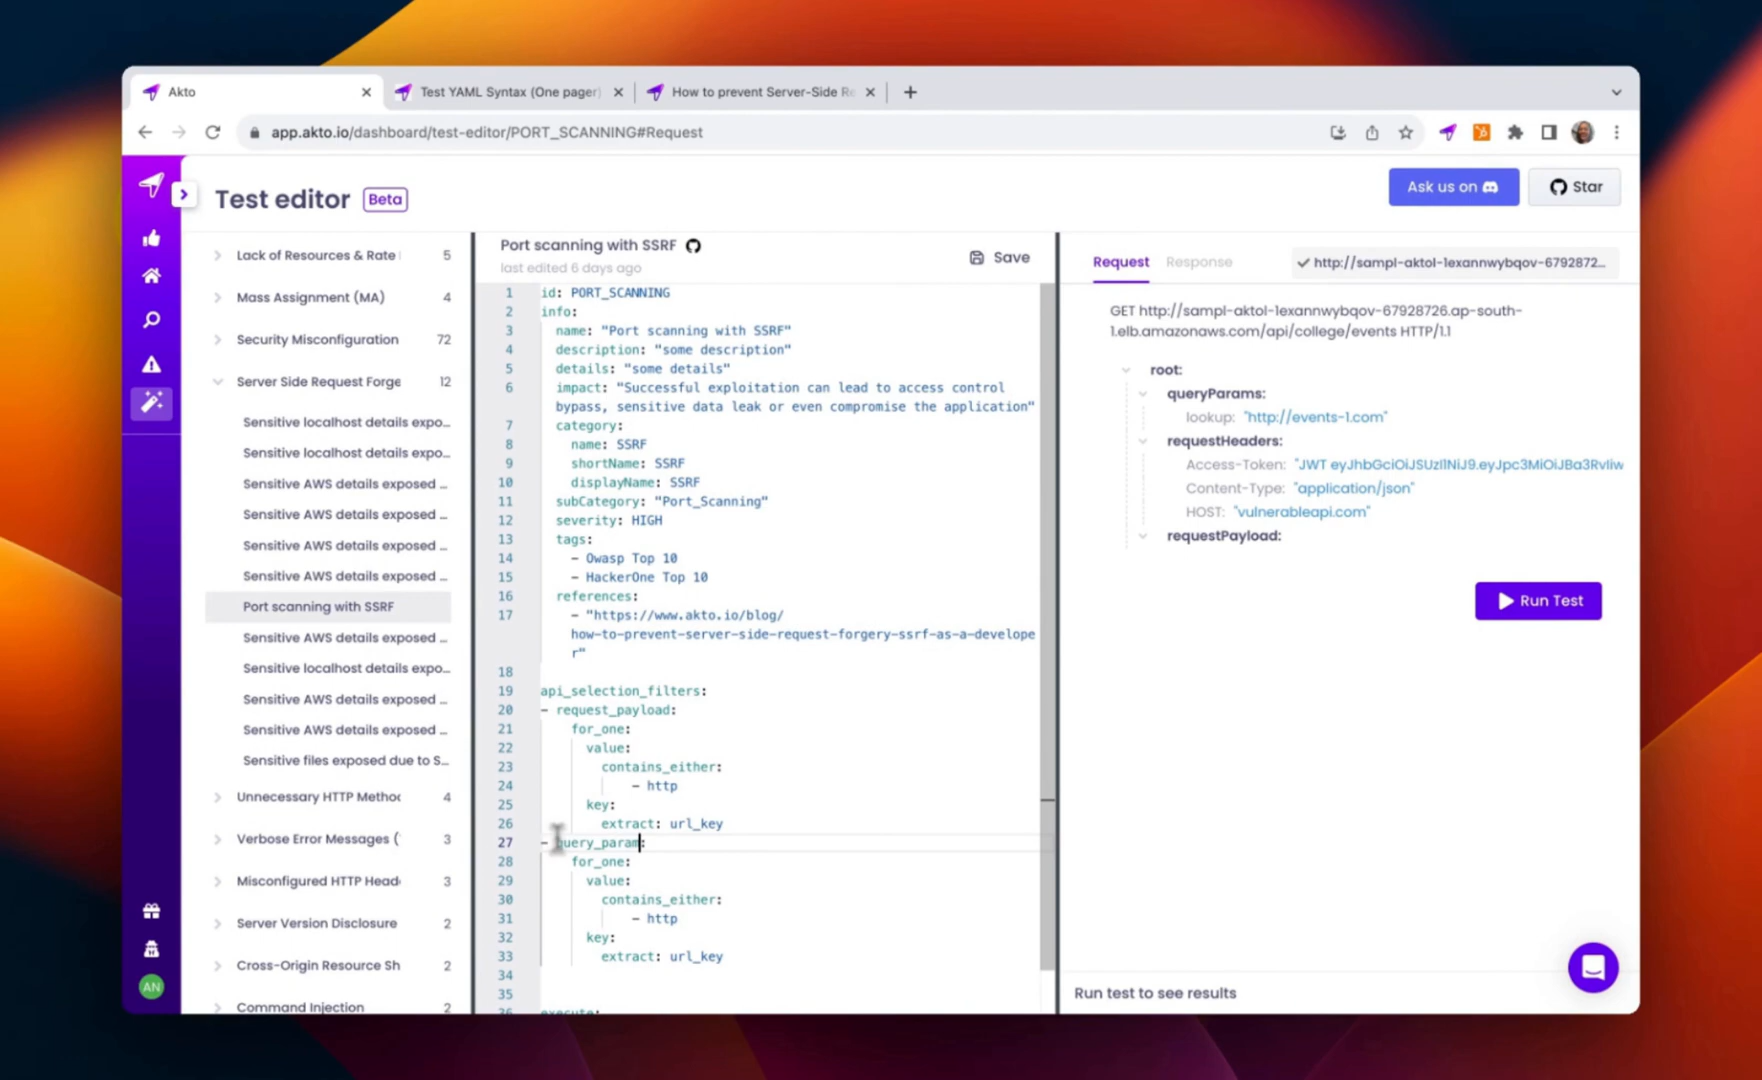 Akto
Test YAML Syntax (One pager)
How to prevent Server-Side Re
app.akto.io/dashboard/test-editor/PORT_SCANNING#Request
Test editor
Beta
Ask us on
Star
Lack of Resources & Rate
5
Mass Assignment (MA)
4
Security Misconfiguration
72
Server Side Request Forge
12
Sensitive localhost details expo...
Sensitive localhost details expo...
Sensitive AWS details exposed ...
Sensitive AWS details exposed ...
Sensitive AWS details exposed ...
Sensitive AWS details exposed ...
Port scanning with SSRF
Sensitive AWS details exposed ...
Sensitive localhost details expo...
Sensitive AWS details exposed ...
Sensitive AWS details exposed ...
Sensitive files exposed due to S...
Unnecessary HTTP Methoc
4
Verbose Error Messages (
3
Misconfigured HTTP Head
3
Server Version Disclosure
2
Cross-Origin Resource Sh
2
Command Injection
2
AN
Port scanning with SSRF
last edited 6 days ago
Save
1 id: PORT_SCANNING
2 info:
3 name: "Port scanning with SSRF"
4 description: "some description"
5 details: "some details"
6 impact: "Successful exploitation can lead to access control
bypass, sensitive data leak or even compromise the application"
7 category:
8 name: SSRF
9 shortName: SSRF
10 displayName: SSRF
11 subCategory: "Port_Scanning"
12 severity: HIGH
13 tags:
14 - Owasp Top 10
15 - HackerOne Top 10
16 references:
17 - "https://www.akto.io/blog/
how-to-prevent-server-side-request-forgery-ssrf-as-a-develope
r"
18
19 api_selection_filters:
20 - request_payload:
21 for_one:
22 value:
23 contains_either:
24 - http
25 key:
26 extract: url_key
27 - query_param:
28 for_one:
29 value:
30 contains_either:
31 - http
32 key:
33 extract: url_key
34
35
36 execute:
Request
Response
http://sampl-aktol-1exannwybqov-6792872...
GET http://sampl-aktol-1exannwybqov-67928726.ap-south-
1.elb.amazonaws.com/api/college/events HTTP/1.1
root:
queryParams:
lookup: "http://events-1.com"
requestHeaders:
Access-Token: "JWT eyJhbGciOiJSUzI1NiJ9.eyJpc3MiOiJBa3RvIiw
Content-Type: "application/json"
HOST: "vulnerableapi.com"
requestPayload:
Run Test
Run test to see results